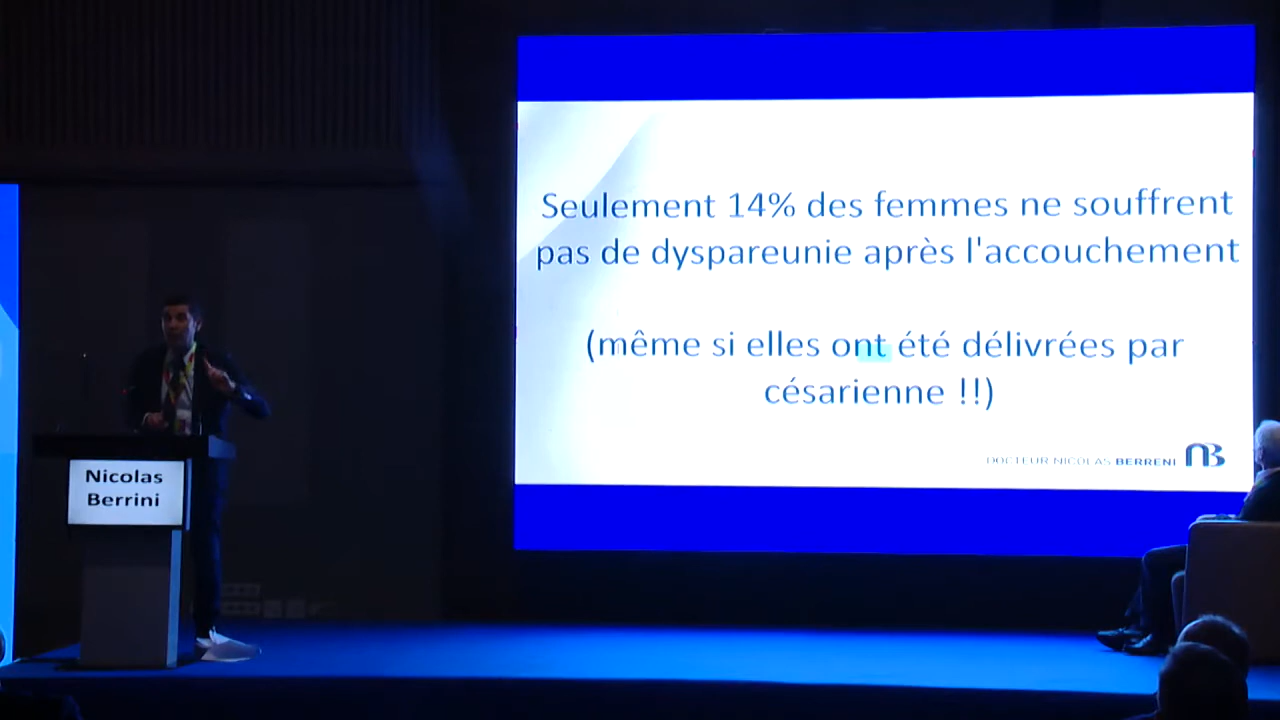 Seulement 14% des femmes ne souffrent
pas de dyspareunie après l'accouchement
(même si elles ont été délivrées par
césarienne !!)
DOCTEUR NICOLAS BERRENI
Nicolas
Berrini